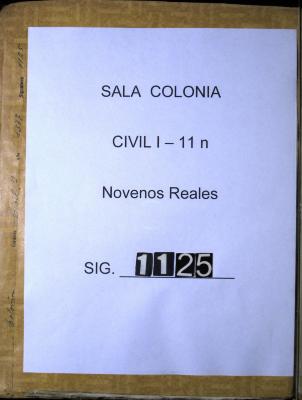 SALA COLONIA
CIVIL I – 11 n
Novenos Reales
SIG. 1125